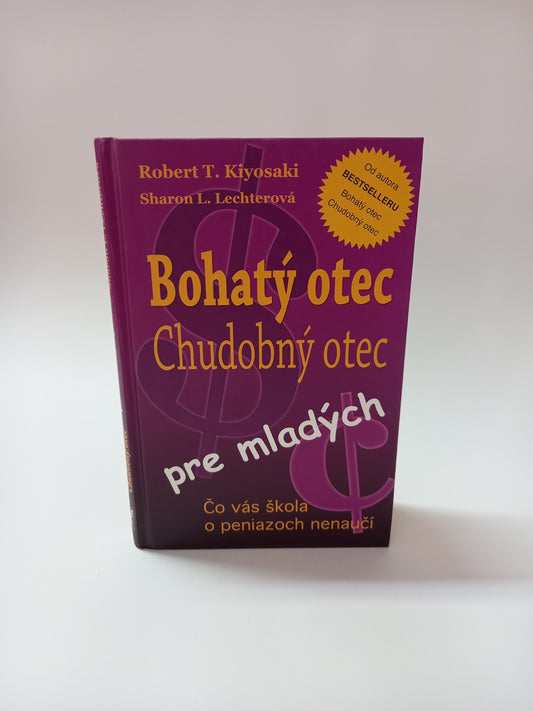 Robert T. Kiyosaki
Sharon L. Lechterová
Od autora
BESTSELLERU
Bohatý otec
Chudobný otec
Bohatý otec
Chudobný otec
pre mladých
Čo vás škola
o peniazoch nenaučí